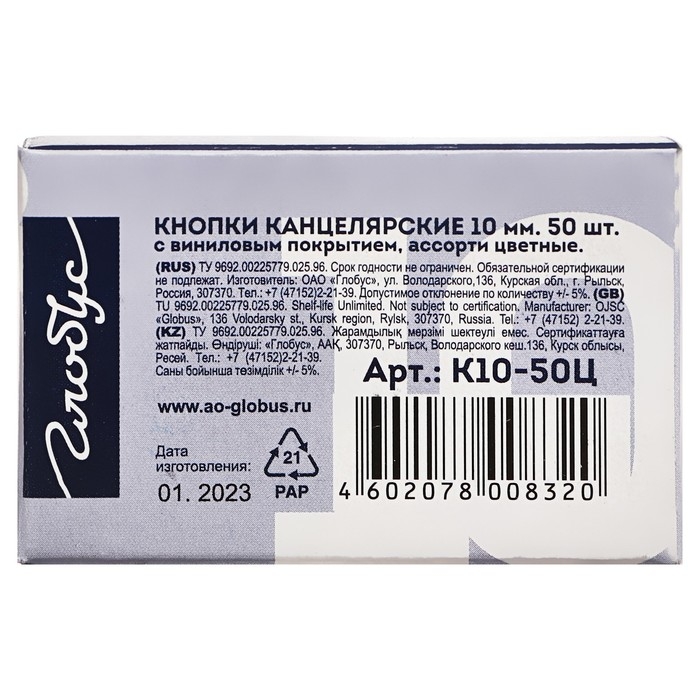 Глобус
КНОПКИ КАНЦЕЛЯРСКИЕ 10 мм. 50 шт.
с виниловым покрытием, ассорти цветные.
(RUS) ТУ 9692.00225779.025.96. Срок годности не ограничен. Обязательной сертификации
не подлежат. Изготовитель: ОАО «Глобус», ул. Володарского,136, Курская обл., г. Рыльск,
Россия, 307370. Тел.: +7 (47152)2-21-39. Допустимое отклонение по количеству +/- 5%. (GB)
TU 9692.00225779.025.96. Shelf-life Unlimited. Not subject to certification. Manufacturer: OJSC
«Globus», 136 Volodarsky st., Kursk region, Rylsk, 307370, Russia. Tel.: +7 (47152) 2-21-39.
(KZ) ТУ 9692.00225779.025.96. Жарамдылық мерзімі шектеулі емес. Сертификаттауға
жатпайды. Өндіруші: «Глобус», ААҚ, 307370, Рыльск, Володарского кеш.136, Курск облысы,
Ресей. Тел.: +7 (47152) 2-21-39.
Саны бойынша төзімділік +/- 5%.
Арт.: К10-50Ц
www.ao-globus.ru
Дата
изготовления:
01. 2023
21
PAP
4 602078 008320